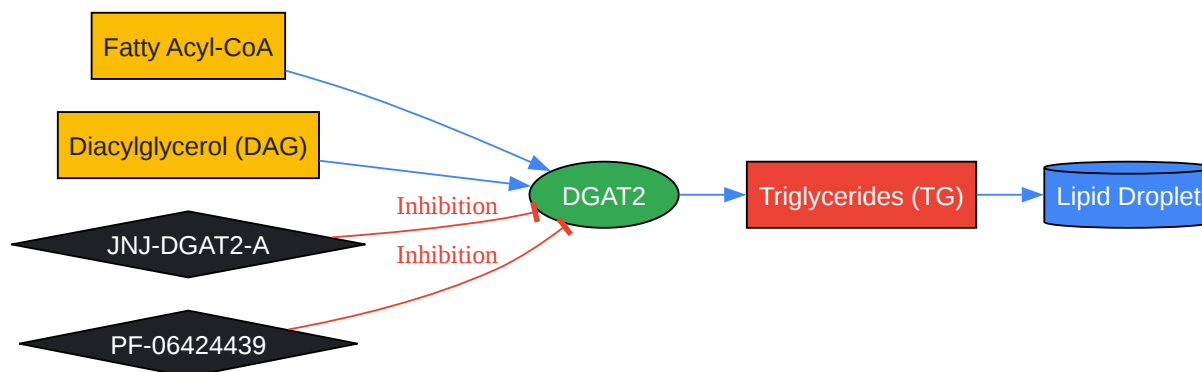 Fatty Acyl-CoA
Diacylglycerol (DAG)
JNJ-DGAT2-A
PF-06424439
Inhibition
Inhibition
DGAT2
Triglycerides (TG)
Lipid Droplet